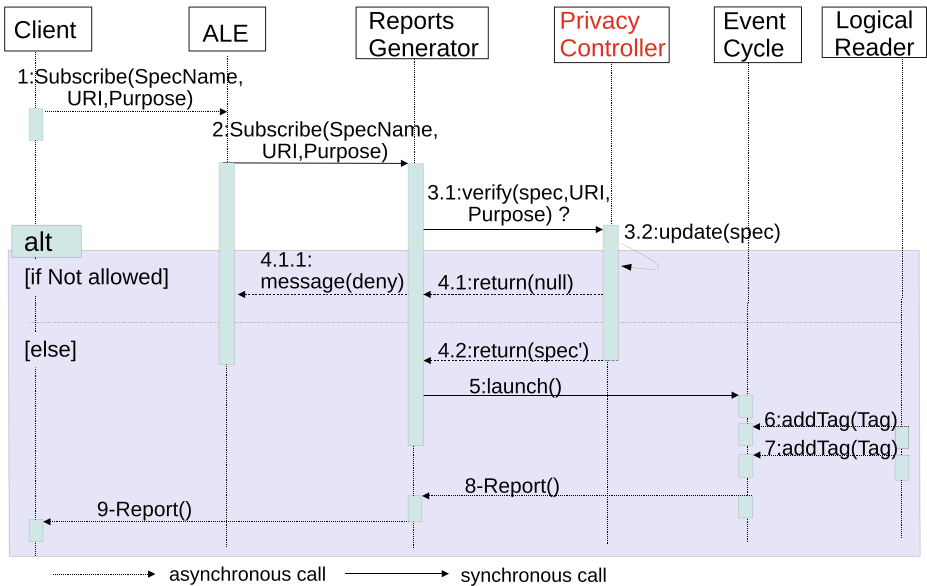 Client
ALE
Reports
Generator
Privacy
Controller
Event
Cycle
Logical
Reader
1:Subscribe(SpecName,
URI,Purpose)
2:Subscribe(SpecName,
URI,Purpose)
3.1:verify(spec,URI,
Purpose) ?
3.2:update(spec)
alt
[if Not allowed]
4.1.1:
message(deny)
4.1:return(null)
[else]
4.2:return(spec')
5:launch()
6:addTag(Tag)
7:addTag(Tag)
8-Report()
9-Report()
asynchronous call
synchronous call